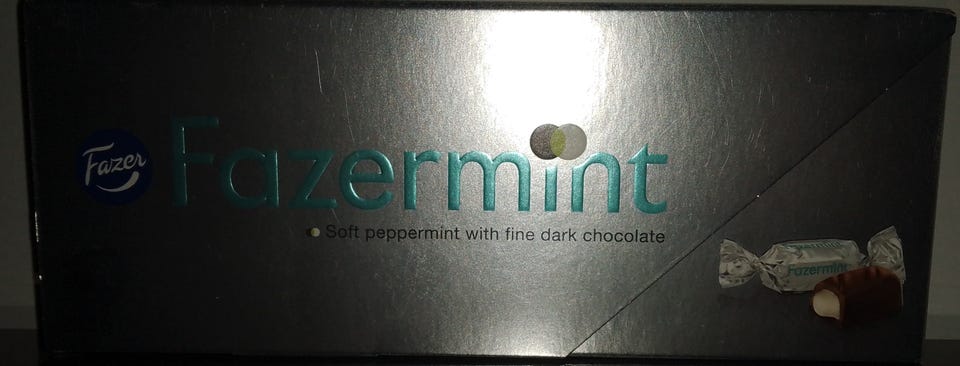 Fazer
Fazermint
Soft peppermint with fine dark chocolate
Fazermint